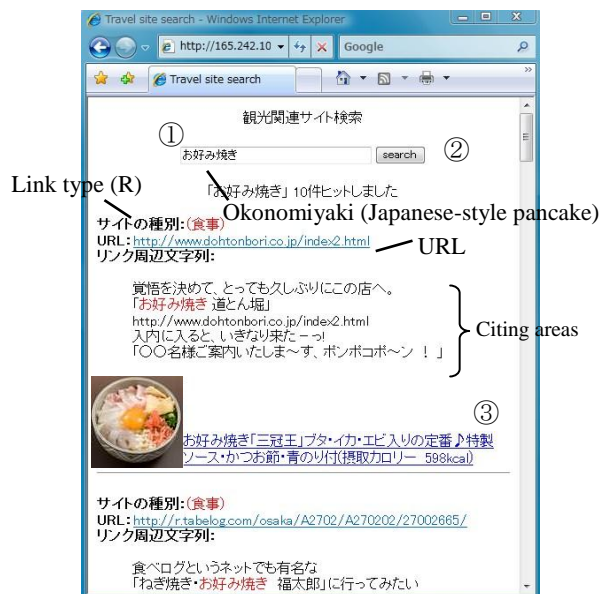 Travel site search - Windows Internet Explorer
http://165.242.10
Google
Travel site search
観光関連サイト検索
①
お好み焼き
search
②
Link type (R)
「お好み焼き」 10件ヒットしました
サイトの種別:(食事)
Okonomiyaki (Japanese-style pancake)
URL:http://www.dohtonbori.co.jp/index2.html
URL
リンク周辺文字列:
覚悟を決めて、とっても久しぶりにこの店へ。
「お好み焼き 道とん堀」
http://www.dohtonbori.co.jp/index2.html
入内に入ると、いきなり来たーっ!
「〇〇名様ご案内いたしま~す、ポンポコポ~ン ! 」
Citing areas
③
お好み焼き「三冠王」ブタ・イカ・エビ入りの定番♪特製
ソース・かつお節・青のり付(摂取カロリー 598kcal)
サイトの種別:(食事)
URL:http://r.tabelog.com/osaka/A2702/A270202/27002665/
リンク周辺文字列:
食べログというネットでも有名な
「ねぎ焼き・お好み焼き 福太郎」に行ってみたい